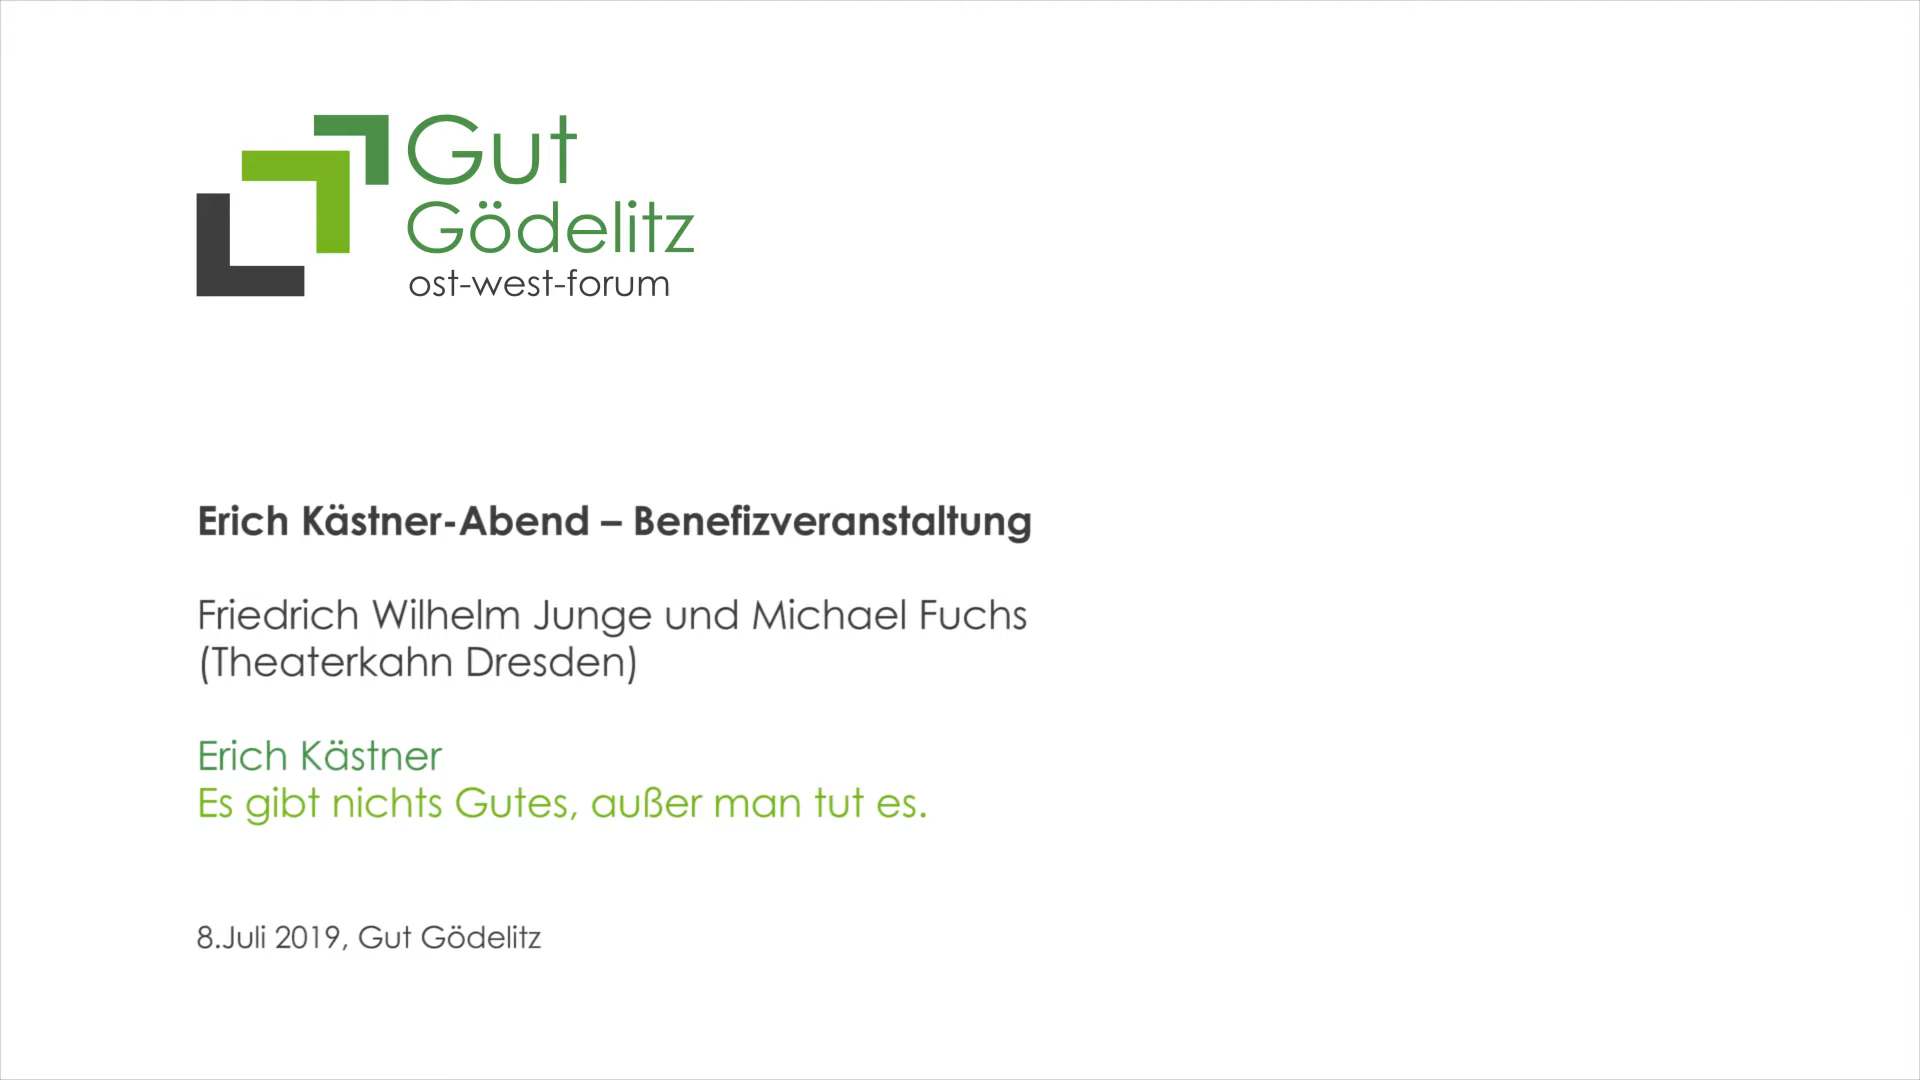 Gut
Gödelitz
ost-west-forum
Erich Kästner-Abend – Benefizveranstaltung
Friedrich Wilhelm Junge und Michael Fuchs
(Theaterkahn Dresden)
Erich Kästner
Es gibt nichts Gutes, außer man tut es.
8.Juli 2019, Gut Gödelitz